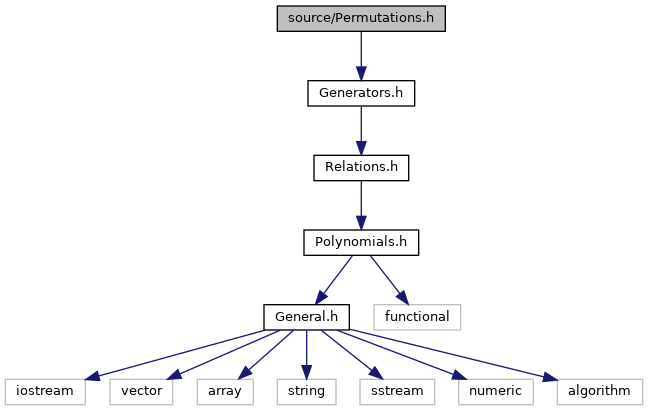 source/Permutations.h
Generators.h
Relations.h
Polynomials.h
General.h
functional
iostream
vector
array
string
sstream
numeric
algorithm